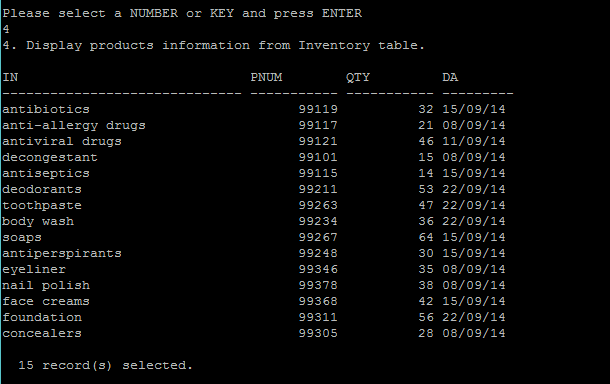 Please select a NUMBER or KEY and press ENTER
4
4. Display products information from Inventory table.
IN PNUM QTY DA
------------------------------ ----------- ----------- ---------
antibiotics 99119 32 15/09/14
anti-allergy drugs 99117 21 08/09/14
antiviral drugs 99121 46 11/09/14
decongestant 99101 15 08/09/14
antiseptics 99115 14 15/09/14
deodorants 99211 53 22/09/14
toothpaste 99263 47 22/09/14
body wash 99234 36 22/09/14
soaps 99267 64 15/09/14
antiperspirants 99248 30 15/09/14
eyeliner 99346 35 08/09/14
nail polish 99378 38 08/09/14
face creams 99368 42 15/09/14
foundation 99311 56 22/09/14
concealers 99305 28 08/09/14
15 record(s) selected.